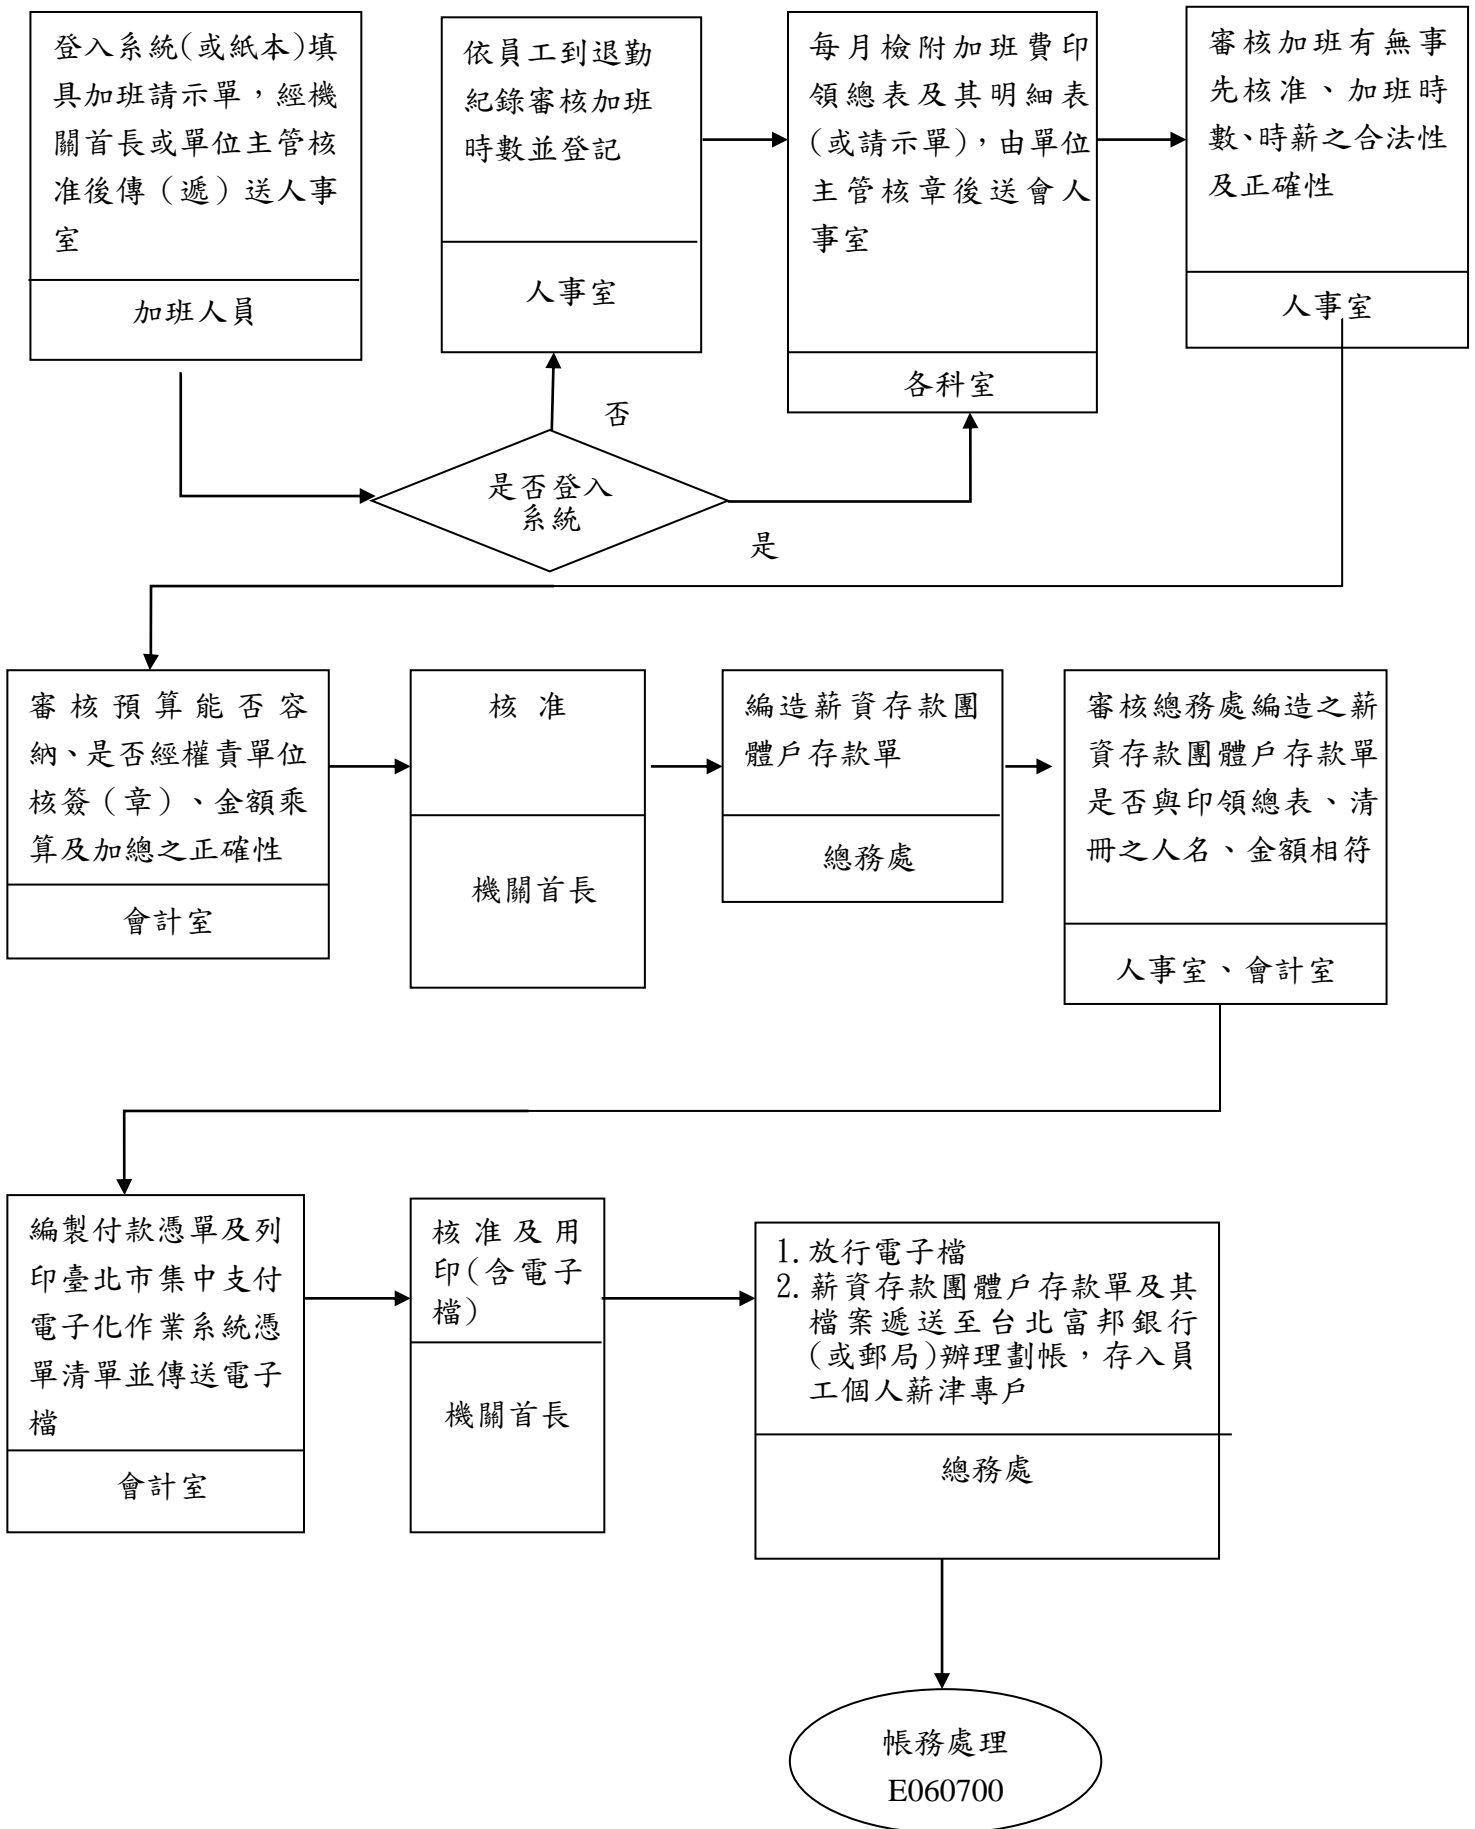 登入系統(或紙本)填
具加班請示單，經機
關首長或單位主管核
准後傳（遞）送人事
室
加班人員
依員工到退勤
紀錄審核加班
時數並登記
人事室
每月檢附加班費印
領總表及其明細表
(或請示單)，由單位
主管核章後送會人
事室
各科室
審核加班有無事
先核准、加班時
數、時薪之合法性
及正確性
人事室
否
是否登入
系統
是
審核預算能否容
納、是否經權責單位
核簽（章）、金額乘
算及加總之正確性
會計室
核 准
機關首長
編造薪資存款團
體戶存款單
總務處
審核總務處編造之薪
資存款團體戶存款單
是否與印領總表、清
冊之人名、金額相符
人事室、會計室
編製付款憑單及列
印臺北市集中支付
電子化作業系統憑
單清單並傳送電子
檔
會計室
核准及用
印(含電子
檔)
機關首長
1.放行電子檔
2.薪資存款團體戶存款單及其
檔案遞送至台北富邦銀行
(或郵局)辦理劃帳，存入員
工個人薪津專戶
總務處
帳務處理
E060700